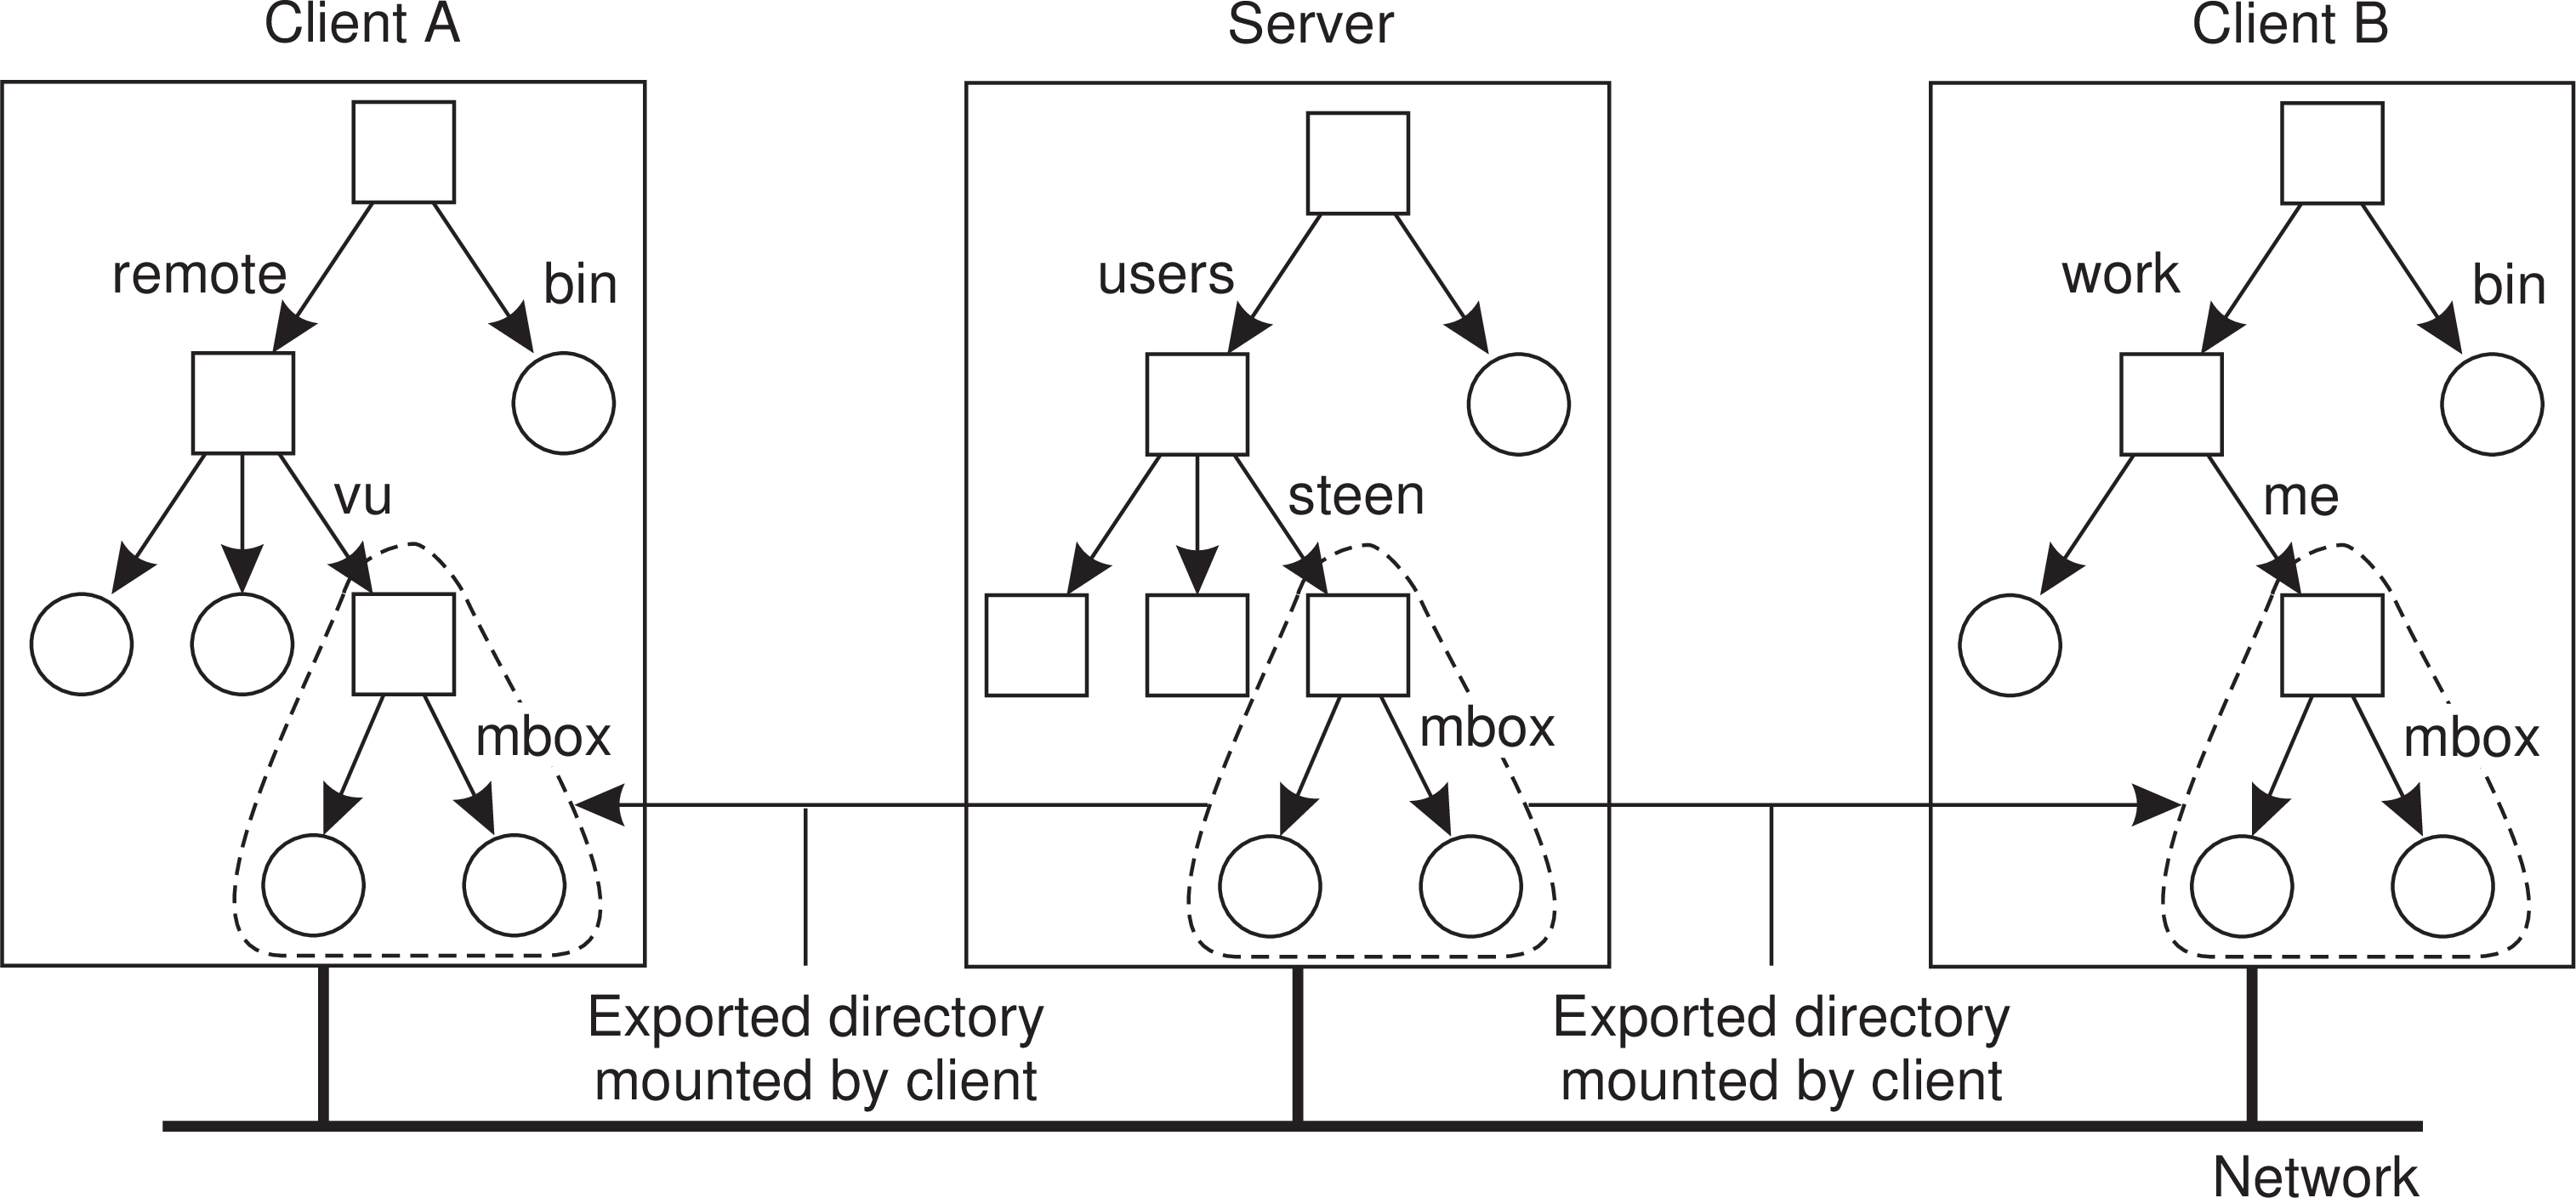 Client A
Server
Client B
remote
bin
users
work
bin
vu
steen
me
mbox
mbox
mbox
Exported directory
mounted by client
Exported directory
mounted by client
Network